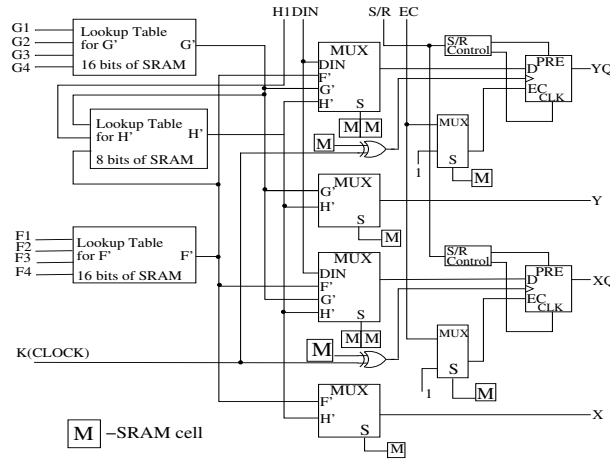 H1 DIN S/R EC
G1
G2
G3
G4
Lookup Table
for G'
G'
16 bits of SRAM
MUX
DIN
F'
G'
H'
S
M M
M
S/R
Control
PRE
D
EC
CLK
YQ
Lookup Table
for H'
H'
8 bits of SRAM
MUX
S
1
M
MUX
G'
H'
S
M
Y
F1
F2
F3
F4
Lookup Table
for F'
F'
16 bits of SRAM
MUX
DIN
F'
G'
H'
S
M M
M
S/R
Control
PRE
D
EC
CLK
XQ
K(CLOCK)
MUX
S
1
M
MUX
F'
H'
S
M
X
M -SRAM cell